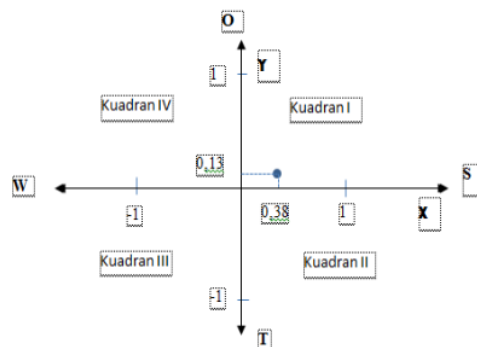 O
1
Y
Kuadran IV
Kuadran I
0,13
W
S
-1
0,38
1
X
Kuadran III
Kuadran II
-1
T